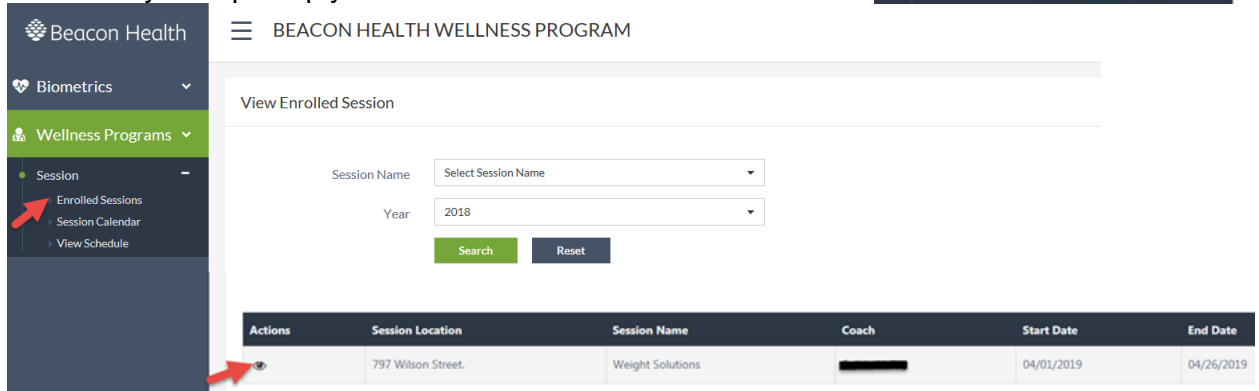 Beacon Health
BEACON HEALTH WELLNESS PROGRAM
Biometrics
Wellness Programs
Session
Enrolled Sessions
Session Calendar
View Schedule
View Enrolled Session
Session Name Select Session Name
Year 2018
Search Reset
Actions Session Location Session Name Coach Start Date End Date
797 Wilson Street. Weight Solutions 04/01/2019 04/26/2019